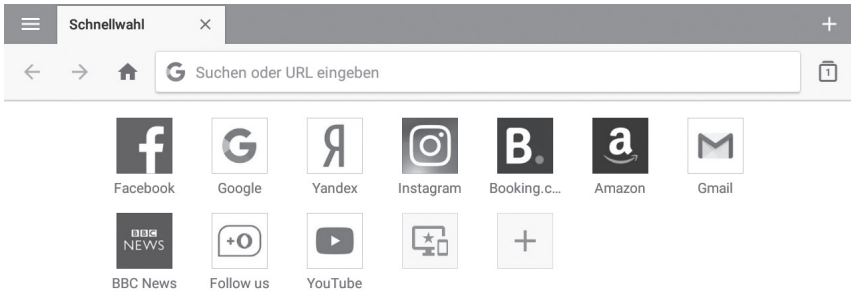 Schnellwahl
Suchen oder URL eingeben
1
Facebook Google Yandex Instagram Booking.c... Amazon Gmail
BBC NEWS +O
BBC News Follow us YouTube